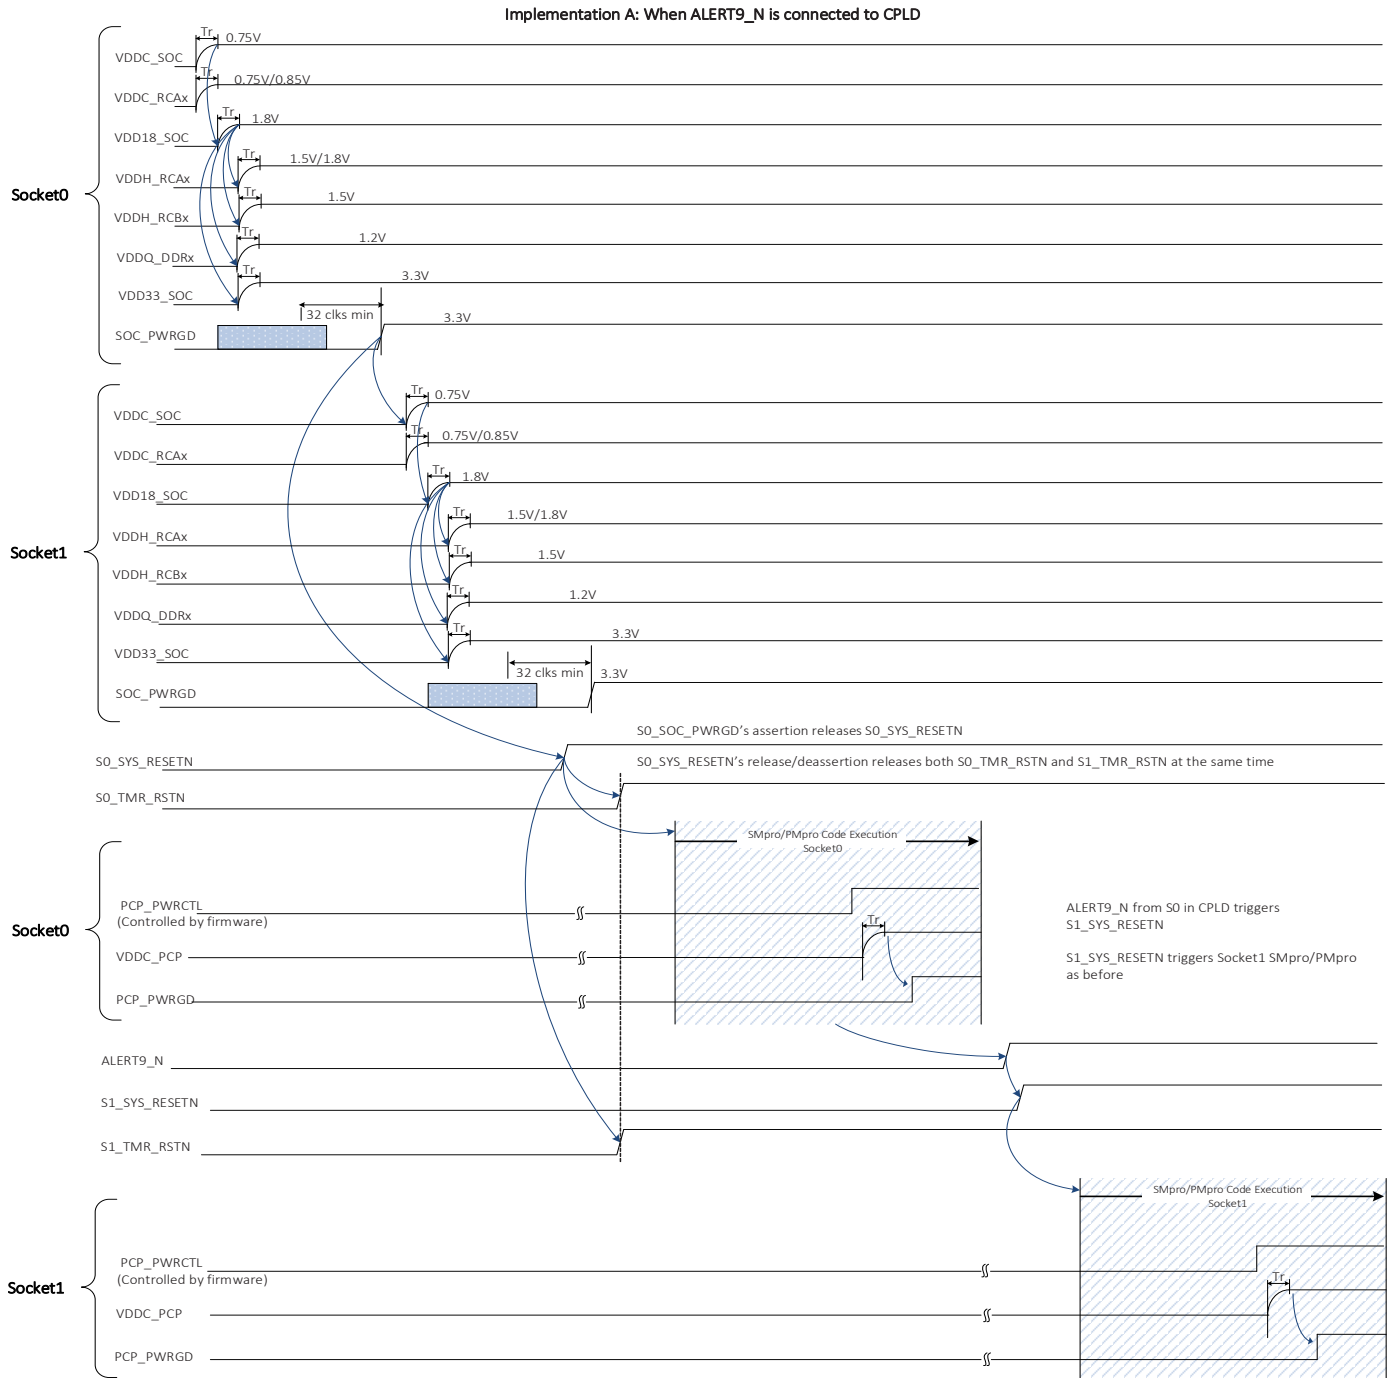 Implementation A: When ALERT9_N is connected to CPLD
Socket0
Tr
0.75V
VDDC_SOC
Tr
0.75V/0.85V
VDDC_RCAx
Tr
1.8V
VDD18_SOC
Tr
1.5V/1.8V
VDDH_RCAx
Tr
1.5V
VDDH_RCBx
Tr
1.2V
VDDQ_DDRx
Tr
3.3V
VDD33_SOC
32 clks min
3.3V
SOC_PWRGD
Socket1
Tr
0.75V
VDDC_SOC
Tr
0.75V/0.85V
VDDC_RCAx
Tr
1.8V
VDD18_SOC
Tr
1.5V/1.8V
VDDH_RCAx
Tr
1.5V
VDDH_RCBx
Tr
1.2V
VDDQ_DDRx
Tr
3.3V
VDD33_SOC
32 clks min
3.3V
SOC_PWRGD
S0_SOC_PWRGD's assertion releases S0_SYS_RESETN
S0_SYS_RESETN
S0_SYS_RESETN's release/deassertion releases both S0_TMR_RSTN and S1_TMR_RSTN at the same time
S0_TMR_RSTN
Socket0
SMpro/PMpro Code Execution
Socket0
PCP_PWRCTL
(Controlled by firmware)
Tr
VDDC_PCP
PCP_PWRGD
ALERT9_N from S0 in CPLD triggers
S1_SYS_RESETN
S1_SYS_RESETN triggers Socket1 SMpro/PMpro
as before
ALERT9_N
S1_SYS_RESETN
S1_TMR_RSTN
Socket1
SMpro/PMpro Code Execution
Socket1
PCP_PWRCTL
(Controlled by firmware)
Tr
VDDC_PCP
PCP_PWRGD